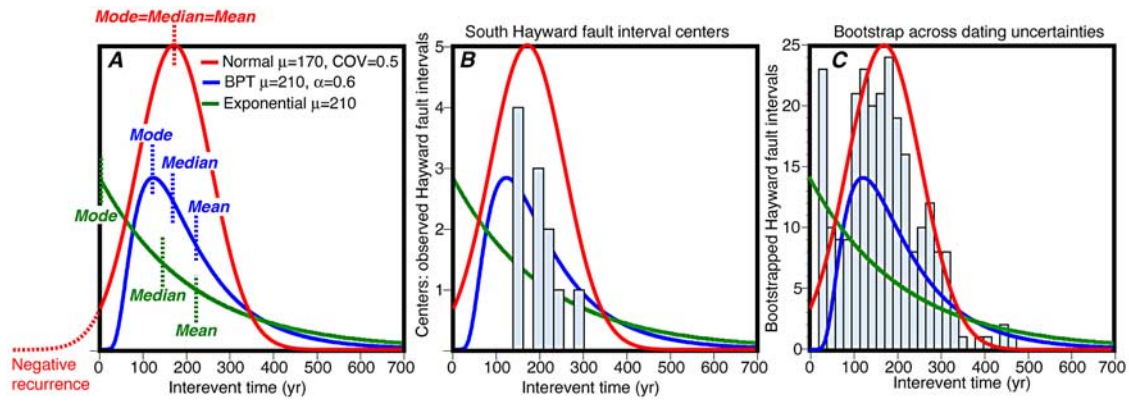 Mode=Median=Mean
A
Normal μ=170, COV=0.5
BPT μ=210, α=0.6
Exponential μ=210
Mode
Median
Mean
Mode
Median
Mean
Negative
recurrence
0 100 200 300 400 500 600 700
Interevent time (yr)
South Hayward fault interval centers
B
Centers: observed Hayward fault intervals
5
4
3
2
1
0 100 200 300 400 500 600 700
Interevent time (yr)
Bootstrap across dating uncertainties
C
Bootstrapped Hayward fault intervals
25
20
15
10
5
0
0 100 200 300 400 500 600 700
Interevent time (yr)